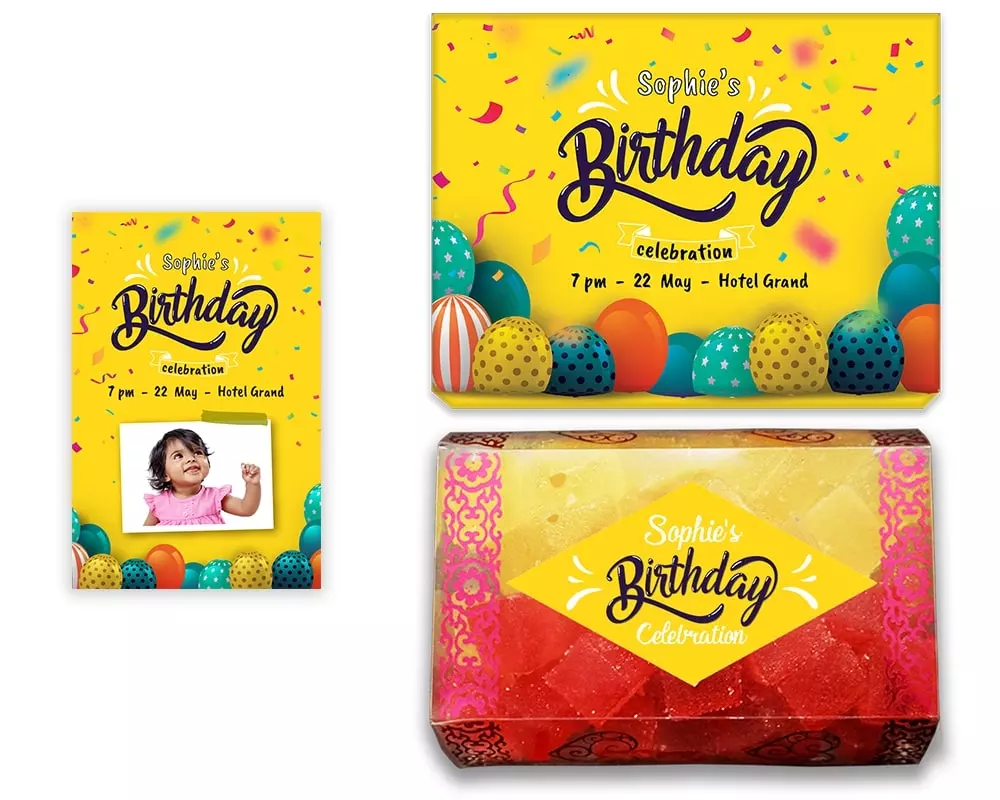 Sophie's
Birthday
celebration
7 pm - 22 May - Hotel Grand
Sophie's
Birthday
celebration
7 pm - 22 May - Hotel Grand
Sophie's
Birthday
Celebration